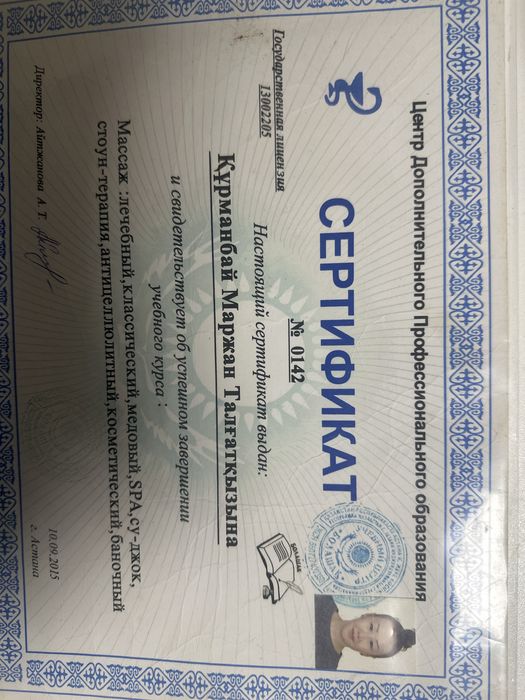 Центр Дополнительного Профессионального образования
СЕРТИФИКАТ
Государственная лицензия
13002205
№ 0142
Настоящий сертификат выдан:
Құрманбай Маржан Талғатқызына
и свидетельствует об успешном завершении
учебного курса :
Массаж :лечебный,классический,медовый,SPA,су-джок,
стоун-терапия,антицеллюлитный,косметический,баночный
Директор: Айтжанова А. Т.
10.09.2015
г. Астана